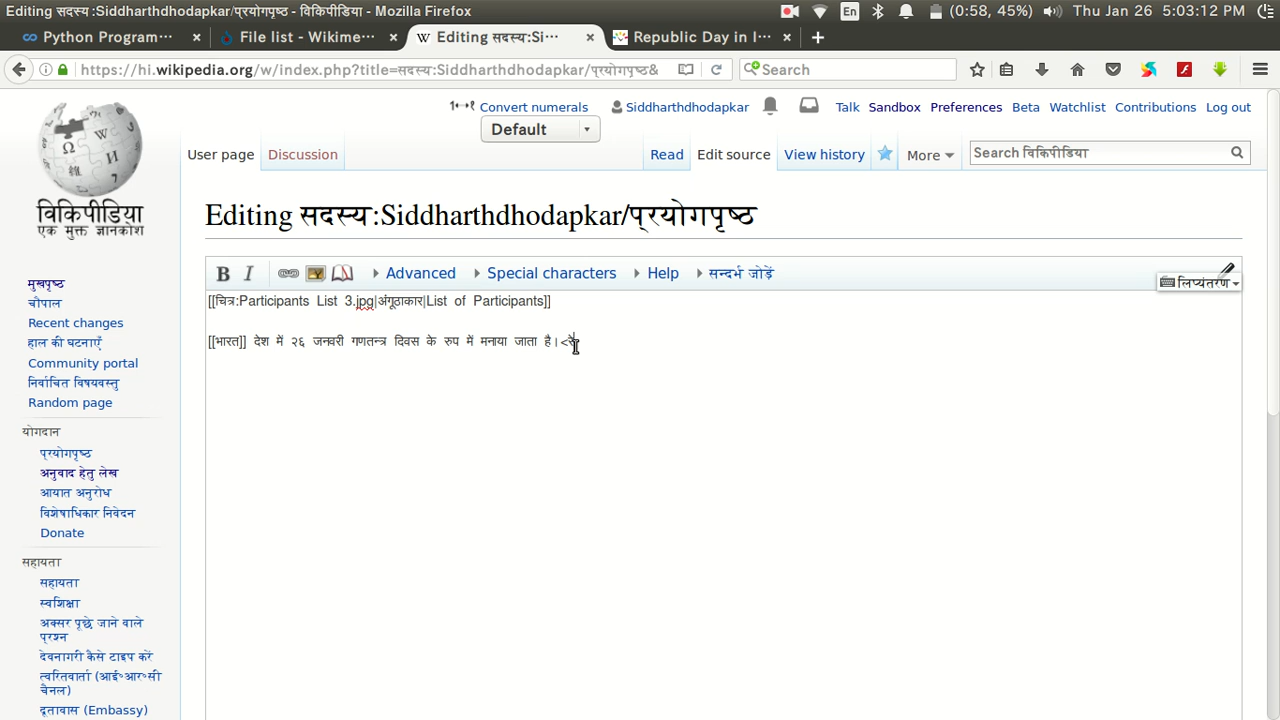 Editing सदस्य:Siddharthdhodapkar/प्रयोगपृष्ठ - विकिपीडिया - Mozilla Firefox
En (0:58, 45%) Thu Jan 26 5:03:12 PM
Python Program… × File list - Wikime… × W Editing सदस्य:Si… × Republic Day in I… × +
https://hi.wikipedia.org/w/index.php?title=सदस्य:Siddharthdhodapkar/प्रयोगपृष्ठ& Search
Convert numerals Siddharthdhodapkar Talk Sandbox Preferences Beta Watchlist Contributions Log out
Default
User page Discussion Read Edit source View history More Search विकिपीडिया
विकिपीडिया
एक मुक्त ज्ञानकोश
Editing सदस्य:Siddharthdhodapkar/प्रयोगपृष्ठ
B I Advanced Special characters Help सन्दर्भ जोड़ें
लिप्यंतरण
[[चित्र:Participants List 3.jpg|अंगूठाकार|List of Participants]]
[[भारत]] देश में २६ जनवरी गणतन्त्र दिवस के रुप में मनाया जाता है।<रे
मुखपृष्ठ
चौपाल
Recent changes
हाल की घटनाएँ
Community portal
निर्वाचित विषयवस्तु
Random page
योगदान
प्रयोगपृष्ठ
अनुवाद हेतु लेख
आयात अनुरोध
विशेषाधिकार निवेदन
Donate
सहायता
सहायता
स्वशिक्षा
अक्सर पूछे जाने वाले
प्रश्न
देवनागरी कैसे टाइप करें
त्वरितवार्ता (आई॰आर॰सी
चैनल)
दूतावास (Embassy)